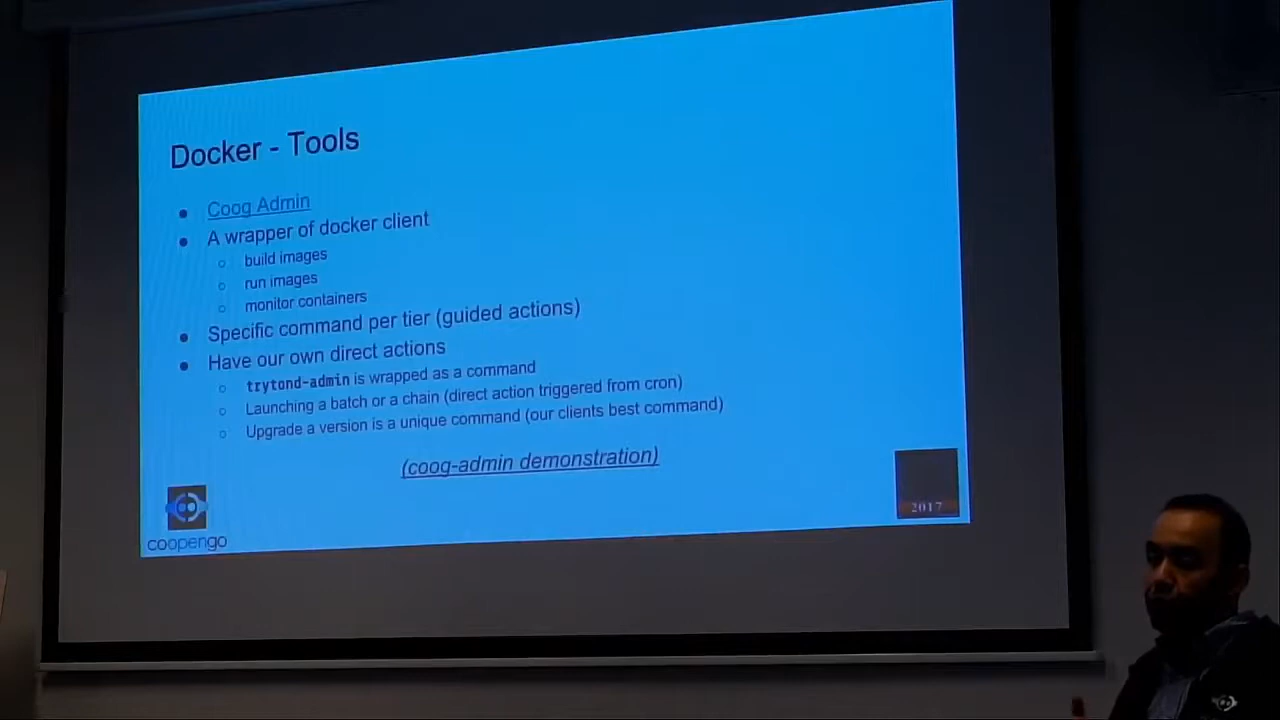 Docker - Tools
● Coog Admin
● A wrapper of docker client
○ build images
○ run images
○ monitor containers
● Specific command per tier (guided actions)
● Have our own direct actions
○ trytond-admin is wrapped as a command
○ Launching a batch or a chain (direct action triggered from cron)
○ Upgrade a version is a unique command (our clients best command)
(coog-admin demonstration)
coopengo
2017